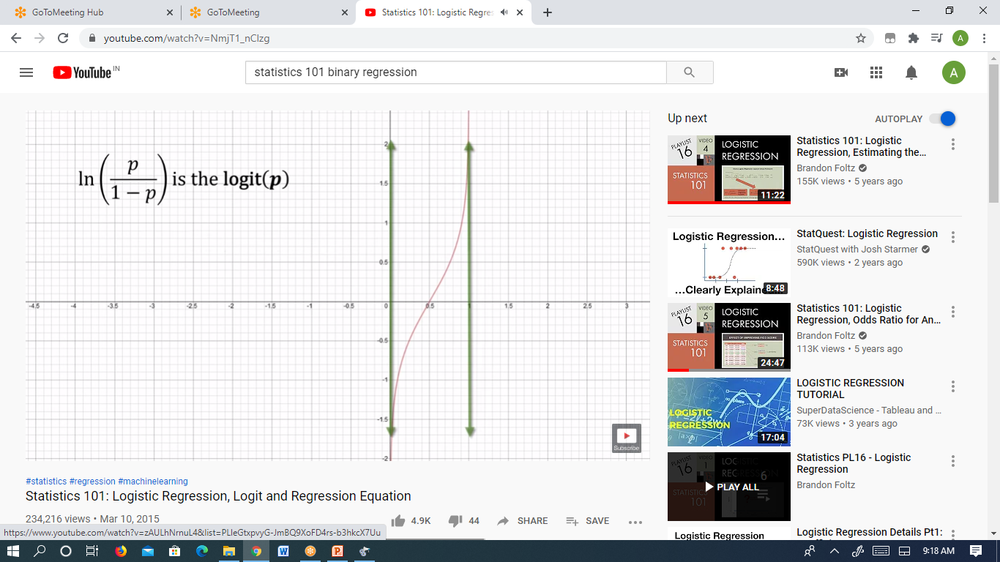 GoToMeeting Hub
GoToMeeting
Statistics 101: Logistic Regres
youtube.com/watch?v=NmjT1_nCIzg
A
YouTube IN
statistics 101 binary regression
A
ln(p/(1 − p)) is the logit(p)
2
1.5
1
0.5
-4.5 -4 -3.5 -3 -2.5 -2 -1.5 -1 -0.5 0 0.5 1 1.5 2 2.5 3
-0.5
-1
-1.5
-2
Subscribe
#statistics #regression #machinelearning
Statistics 101: Logistic Regression, Logit and Regression Equation
234,216 views • Mar 10, 2015
4.9K 44 SHARE SAVE
https://www.youtube.com/watch?v=zAULhNrnuL4&list=PLIeGtxpvyG-JmBQ9XoFD4rs-b3hkcX7Uu
Up next
AUTOPLAY
PLAYLIST 16
VIDEO 4
LOGISTIC REGRESSION
STATISTICS 101
11:22
Statistics 101: Logistic
Regression, Estimating the...
Brandon Foltz
155K views • 5 years ago
Logistic Regression...
...Clearly Explaine
8:48
StatQuest: Logistic Regression
StatQuest with Josh Starmer
590K views • 2 years ago
PLAYLIST 16
VIDEO 5
LOGISTIC REGRESSION
EFFECT OF IMPROVING FICO SCORE
STATISTICS 101
24:47
Statistics 101: Logistic
Regression, Odds Ratio for An...
Brandon Foltz
113K views • 5 years ago
LOGISTIC
REGRESSION
17:04
LOGISTIC REGRESSION
TUTORIAL
SuperDataScience - Tableau and ...
73K views • 3 years ago
PLAYLIST 16
VIDEO 1
STATISTICS 101
6
PLAY ALL
Statistics PL16 - Logistic
Regression
Brandon Foltz
Logistic Regression
Logistic Regression Details Pt1:
9:18 AM